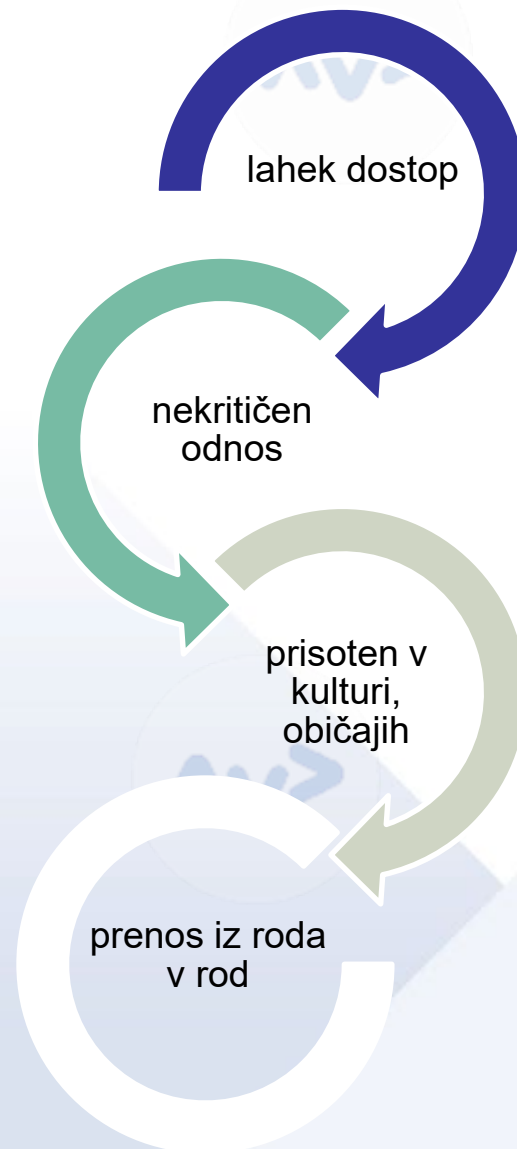 lahek dostop
nekritičen
odnos
prisoten v
kulturi,
običajih
prenos iz roda
v rod